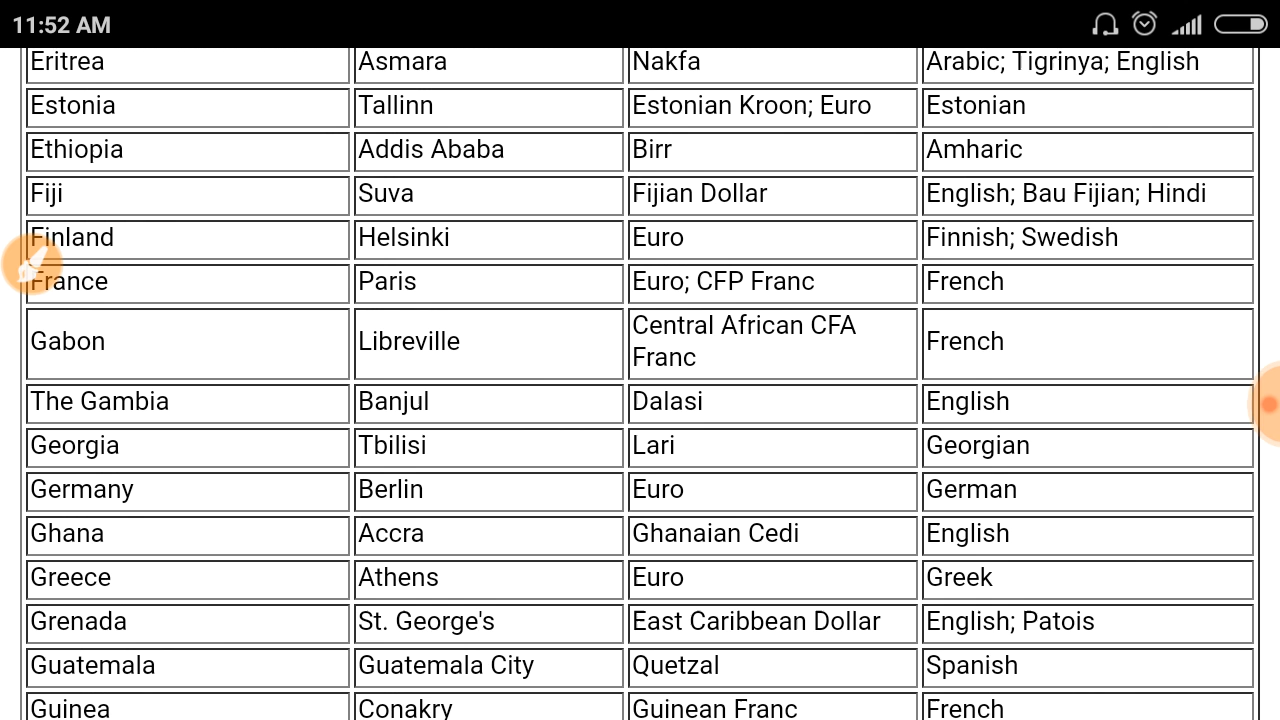 11:52 AM
Eritrea Asmara Nakfa Arabic; Tigrinya; English
Estonia Tallinn Estonian Kroon; Euro Estonian
Ethiopia Addis Ababa Birr Amharic
Fiji Suva Fijian Dollar English; Bau Fijian; Hindi
Finland Helsinki Euro Finnish; Swedish
France Paris Euro; CFP Franc French
Gabon Libreville Central African CFA Franc French
The Gambia Banjul Dalasi English
Georgia Tbilisi Lari Georgian
Germany Berlin Euro German
Ghana Accra Ghanaian Cedi English
Greece Athens Euro Greek
Grenada St. George's East Caribbean Dollar English; Patois
Guatemala Guatemala City Quetzal Spanish
Guinea Conakry Guinean Franc French